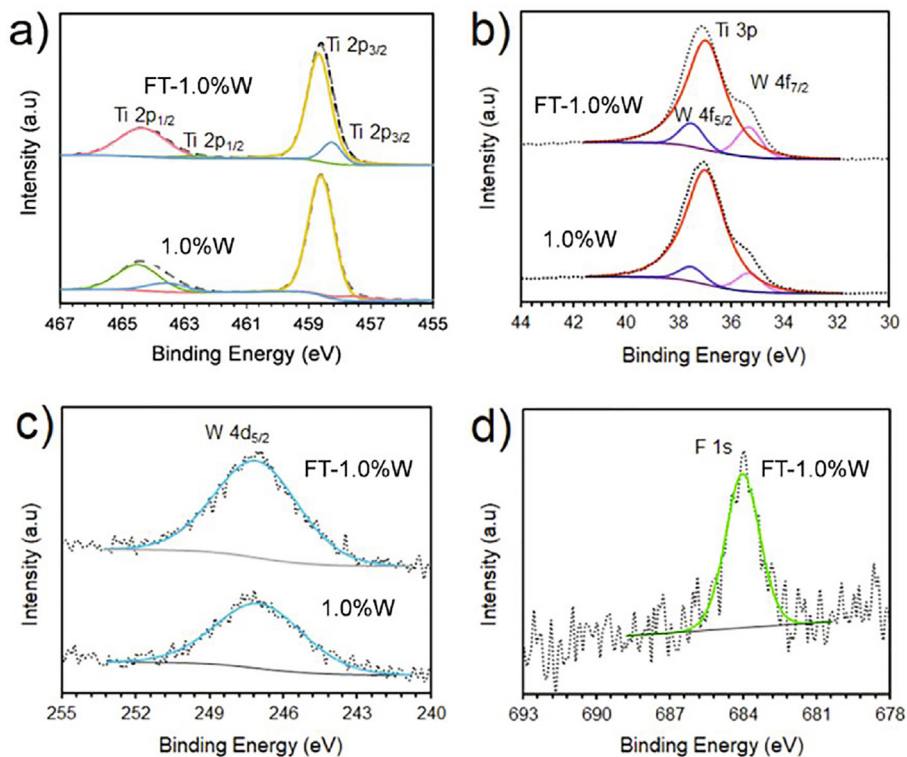 a)
Ti 2p3/2
FT-1.0%W
Ti 2p1/2
Ti 2p1/2
Ti 2p3/2
1.0%W
Intensity (a.u)
467 465 463 461 459 457 455
Binding Energy (eV)
b)
Ti 3p
W 4f7/2
FT-1.0%W
W 4f5/2
1.0%W
Intensity (a.u)
44 42 40 38 36 34 32 30
Binding Energy (eV)
c)
W 4d5/2
FT-1.0%W
1.0%W
Intensity (a.u)
255 252 249 246 243 240
Binding Energy (eV)
d)
F 1s
FT-1.0%W
Intensity (a.u)
693 690 687 684 681 678
Binding Energy (eV)